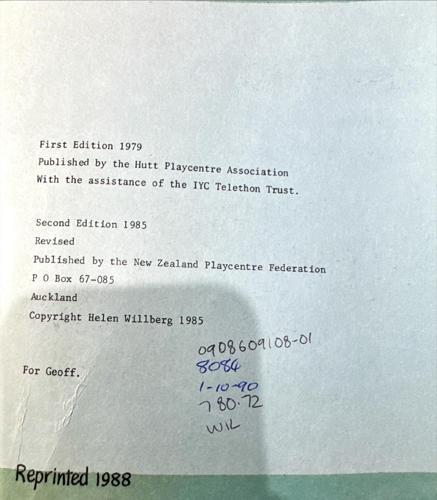 First Edition 1979
Published by the Hutt Playcentre Association
With the assistance of the IYC Telethon Trust.
Second Edition 1985
Revised
Published by the New Zealand Playcentre Federation
P O Box 67-085
Auckland
Copyright Helen Willberg 1985
For Geoff.
0908609108-01
8084
1-10-90
780.72
WIL
Reprinted 1988